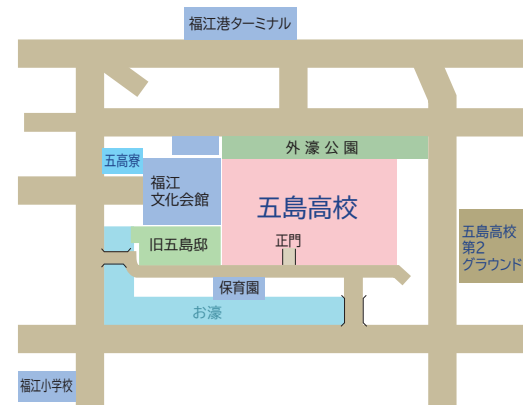 福江港ターミナル
外濠公園
五高寮
福江
文化会館
五島高校
旧五島邸
正門
五島高校
第2
グラウンド
保育園
お濠
福江小学校